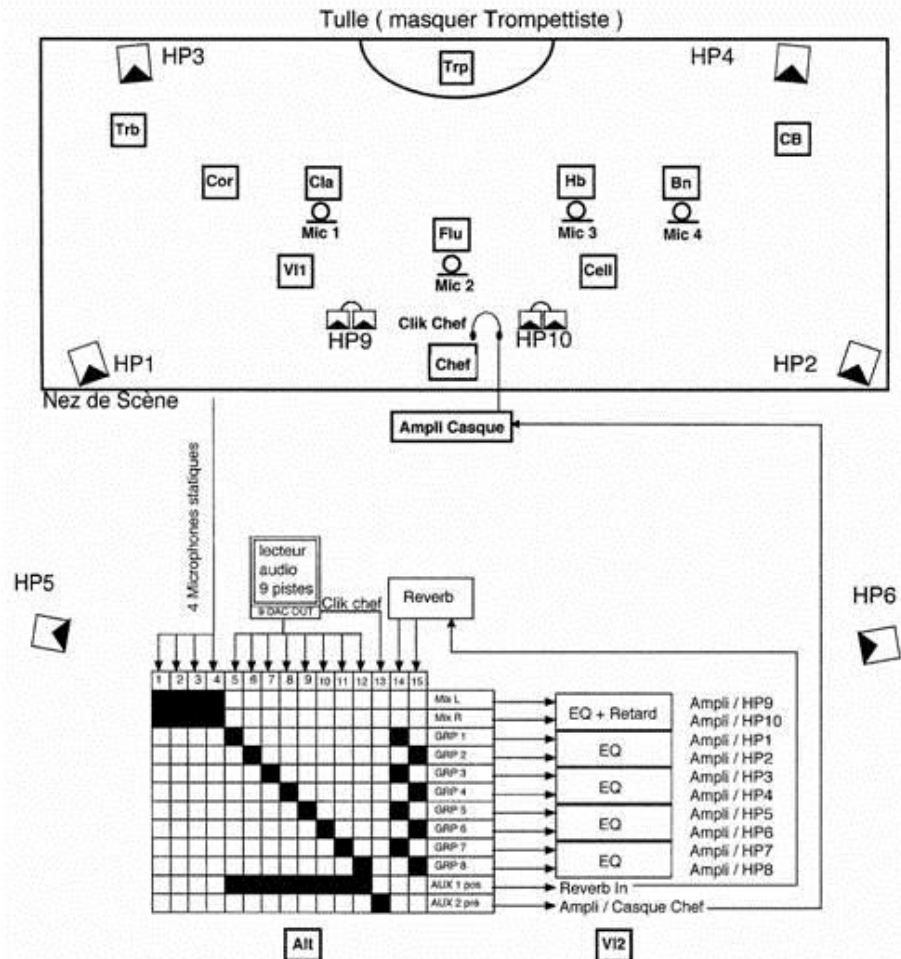 Tulle ( masquer Trompettiste )
HP3
Trp
HP4
Trb
CB
Cor
Cla
Hb
Bn
Mic 1
Flu
Mic 3
Mic 4
Vl1
Mic 2
Cell
HP9
Clik Chef
HP10
HP1
Chef
HP2
Nez de Scène
Ampli Casque
4 Microphones statiques
lecteur
audio
9 pistes
9 DAC OUT
Clik chef
Reverb
HP5
HP6
1 2 3 4 5 6 7 8 9 10 11 12 13 14 15
Mix L
Mix R
EQ + Retard
Ampli / HP9
Ampli / HP10
GRP 1
GRP 2
EQ
Ampli / HP1
Ampli / HP2
GRP 3
GRP 4
EQ
Ampli / HP3
Ampli / HP4
GRP 5
GRP 6
EQ
Ampli / HP5
Ampli / HP6
GRP 7
GRP 8
EQ
Ampli / HP7
Ampli / HP8
AUX 1 pos
Reverb In
AUX 2 pré
Ampli / Casque Chef
Alt
Vl2